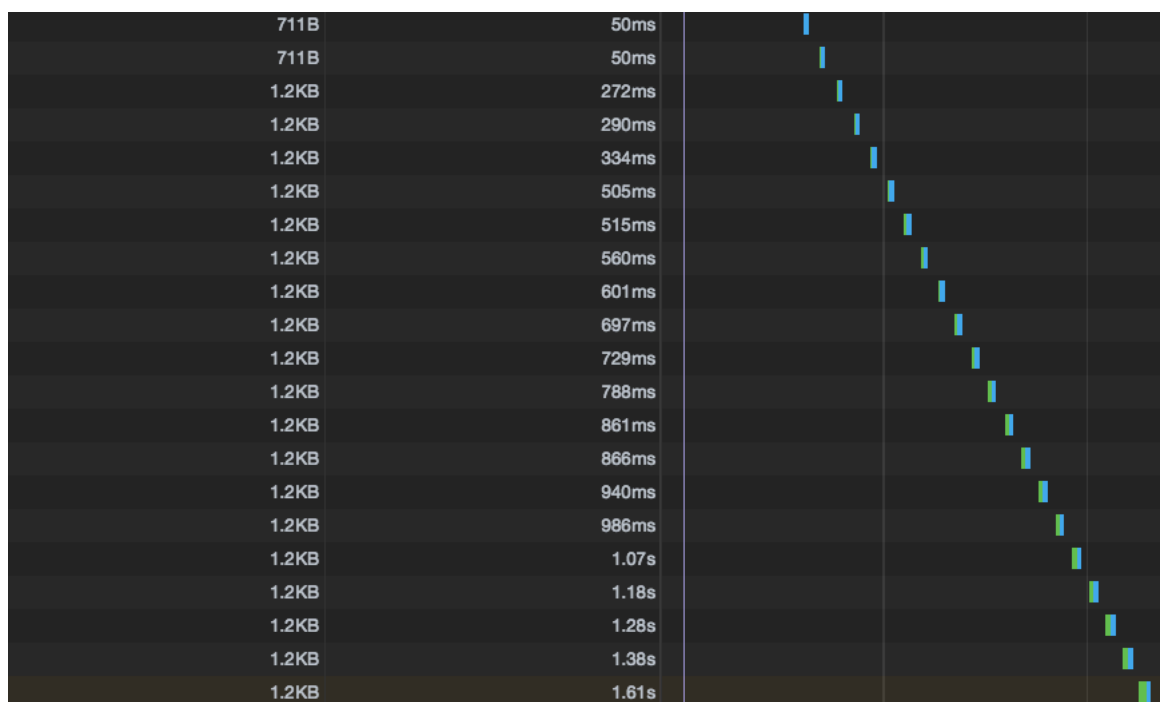 711B 50ms
711B 50ms
1.2KB 272ms
1.2KB 290ms
1.2KB 334ms
1.2KB 505ms
1.2KB 515ms
1.2KB 560ms
1.2KB 601ms
1.2KB 697ms
1.2KB 729ms
1.2KB 788ms
1.2KB 861ms
1.2KB 866ms
1.2KB 940ms
1.2KB 986ms
1.2KB 1.07s
1.2KB 1.18s
1.2KB 1.28s
1.2KB 1.38s
1.2KB 1.61s